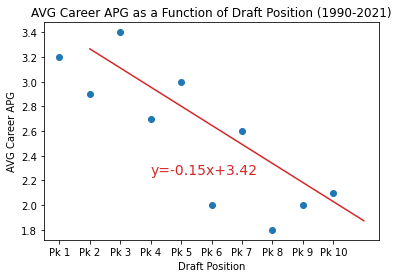 AVG Career APG as a Function of Draft Position (1990-2021)
3.4
3.2
3.0
2.8
2.6
2.4
2.2
2.0
1.8
AVG Career APG
y=-0.15x+3.42
Pk 1 Pk 2 Pk 3 Pk 4 Pk 5 Pk 6 Pk 7 Pk 8 Pk 9 Pk 10
Draft Position